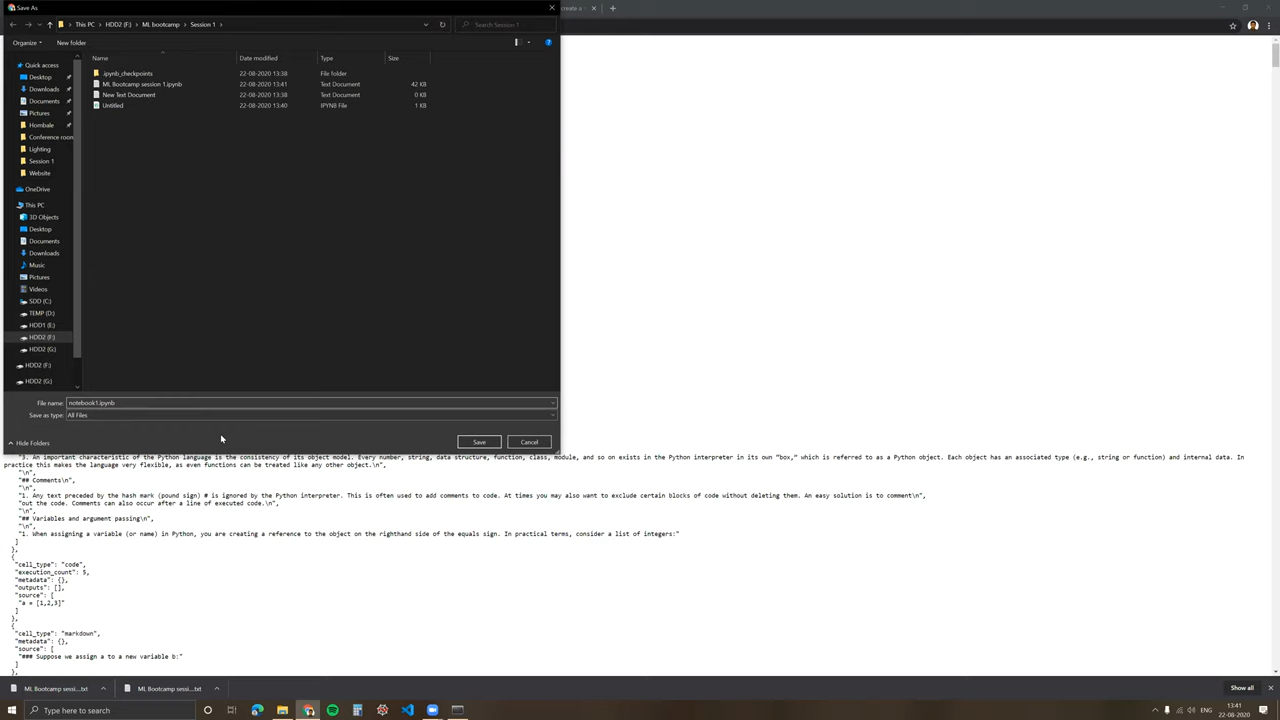 Save As
create a
This PC > HDD2 (F:) > ML bootcamp > Session 1 >
Search Session 1
Organize
New folder
Name
Date modified
Type
Size
Quick access
Desktop
Downloads
Documents
Pictures
Hombale
Conference room
Lighting
Session 1
Website
OneDrive
This PC
3D Objects
Desktop
Documents
Downloads
Music
Pictures
Videos
SDD (C:)
TEMP (D:)
HDD1 (E:)
HDD2 (F:)
HDD2 (G:)
HDD2 (F:)
HDD2 (G:)
.ipynb_checkpoints 22-08-2020 13:38 File folder
ML Bootcamp session 1.ipynb 22-08-2020 13:41 Text Document 42 KB
New Text Document 22-08-2020 13:38 Text Document 0 KB
Untitled 22-08-2020 13:40 IPYNB File 1 KB
File name: notebook1.ipynb
Save as type: All Files
Hide Folders
Save
Cancel
"3. An important characteristic of the Python language is the consistency of its object model. Every number, string, data structure, function, class, module, and so on exists in the Python interpreter in its own "box," which is referred to as a Python object. Each object has an associated type (e.g., string or function) and internal data. In
practice this makes the language very flexible, as even functions can be treated like any other object.\n",
"\n",
"## Comments\n",
"\n",
"1. Any text preceded by the hash mark (pound sign) # is ignored by the Python interpreter. This is often used to add comments to code. At times you may also want to exclude certain blocks of code without deleting them. An easy solution is to comment\n",
"out the code. Comments can also occur after a line of executed code.\n",
"\n",
"## Variables and argument passing\n",
"\n",
"1. When assigning a variable (or name) in Python, you are creating a reference to the object on the righthand side of the equals sign. In practical terms, consider a list of integers:"
]
},
{
"cell_type": "code",
"execution_count": 5,
"metadata": {},
"outputs": [],
"source": [
"a = [1,2,3]"
]
},
{
"cell_type": "markdown",
"metadata": {},
"source": [
"### Suppose we assign a to a new variable b:"
]
},
ML Bootcamp sessi....txt
ML Bootcamp sessi....txt
Show all
Type here to search
ENG
13:41
22-08-2020